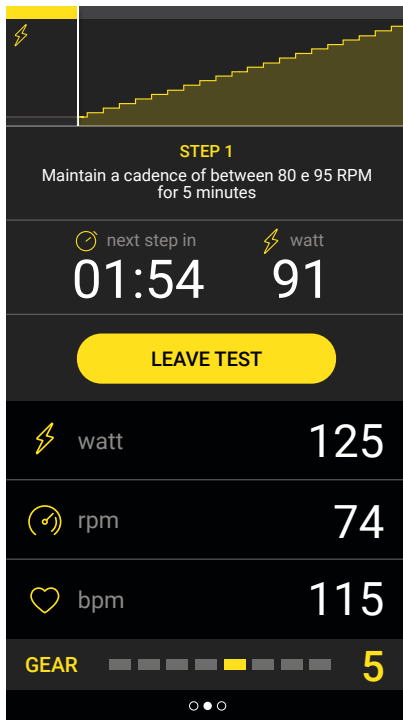 STEP 1
Maintain a cadence of between 80 e 95 RPM
for 5 minutes
next step in
watt
01:54
91
LEAVE TEST
watt
125
rpm
74
bpm
115
GEAR
5